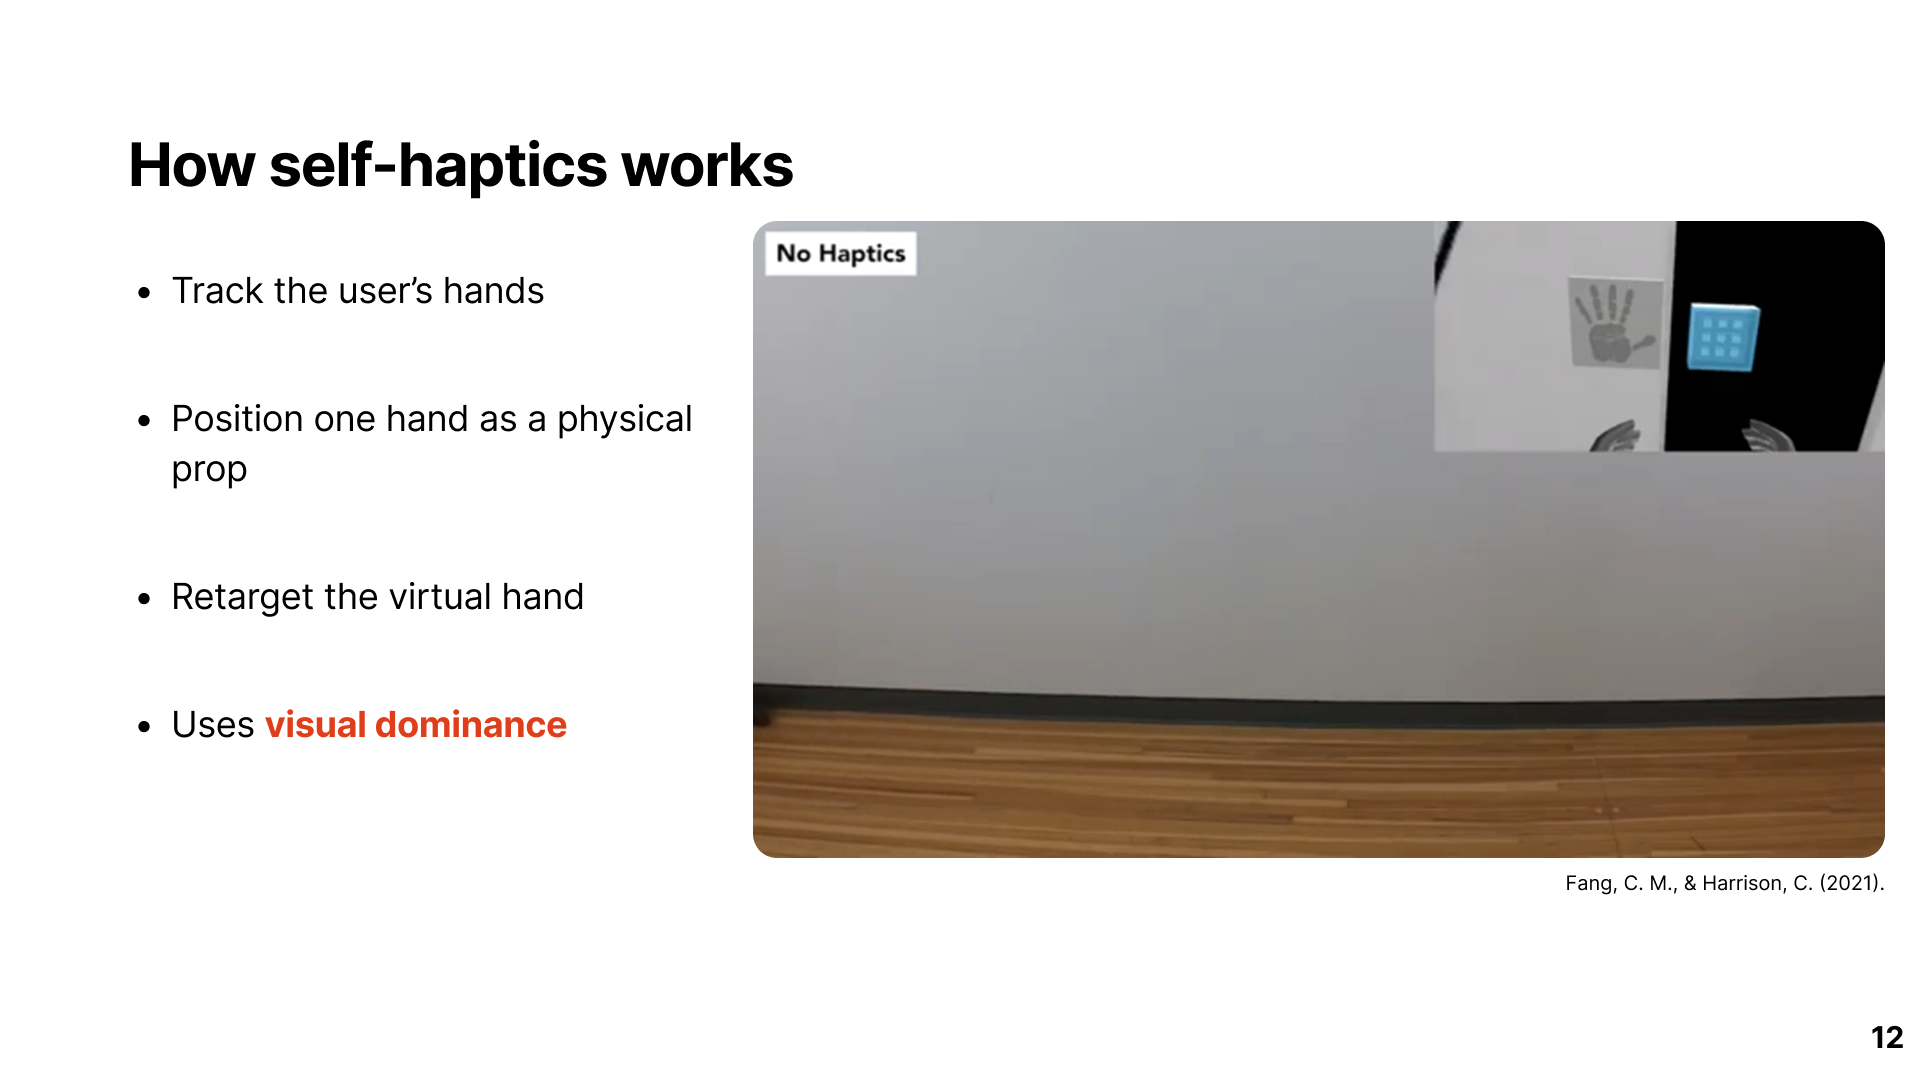 How self-haptics works
Track the user’s hands
Position one hand as a physical
prop
Retarget the virtual hand
Uses visual dominance
No Haptics
Fang, C. M., & Harrison, C. (2021).
12